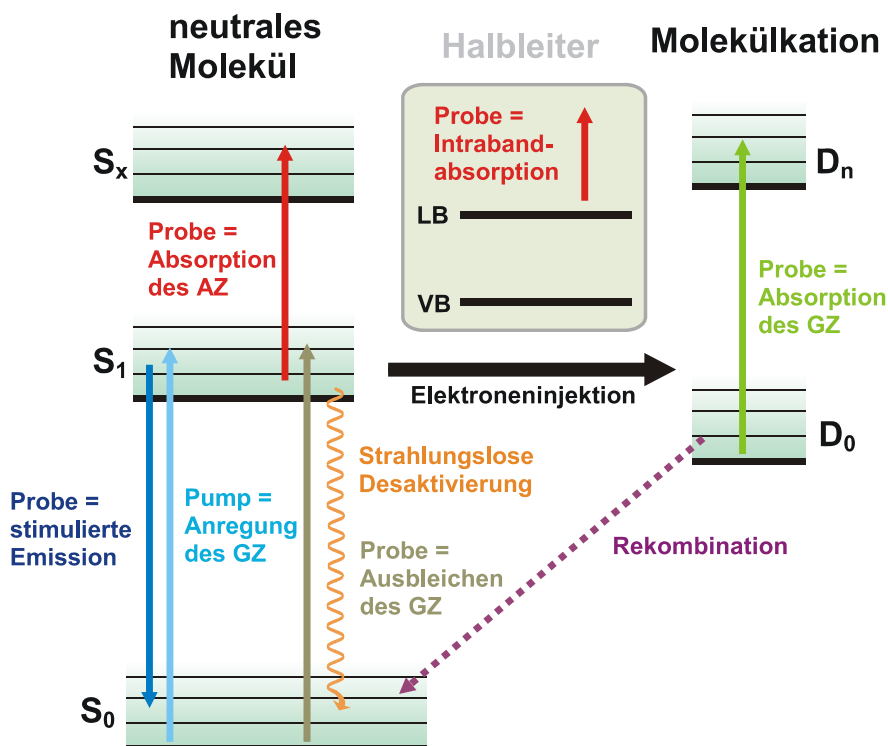 neutrales
Molekül
Halbleiter
Molekülkation
Probe =
Intraband-
absorption
Sₓ
Dₙ
LB
Probe =
Absorption
des AZ
Probe =
Absorption
des GZ
VB
S₁
Elektroneninjektion
D₀
Strahlungslose
Desaktivierung
Probe =
stimulierte
Emission
Pump =
Anregung
des GZ
Probe =
Ausbleichen
des GZ
Rekombination
S₀